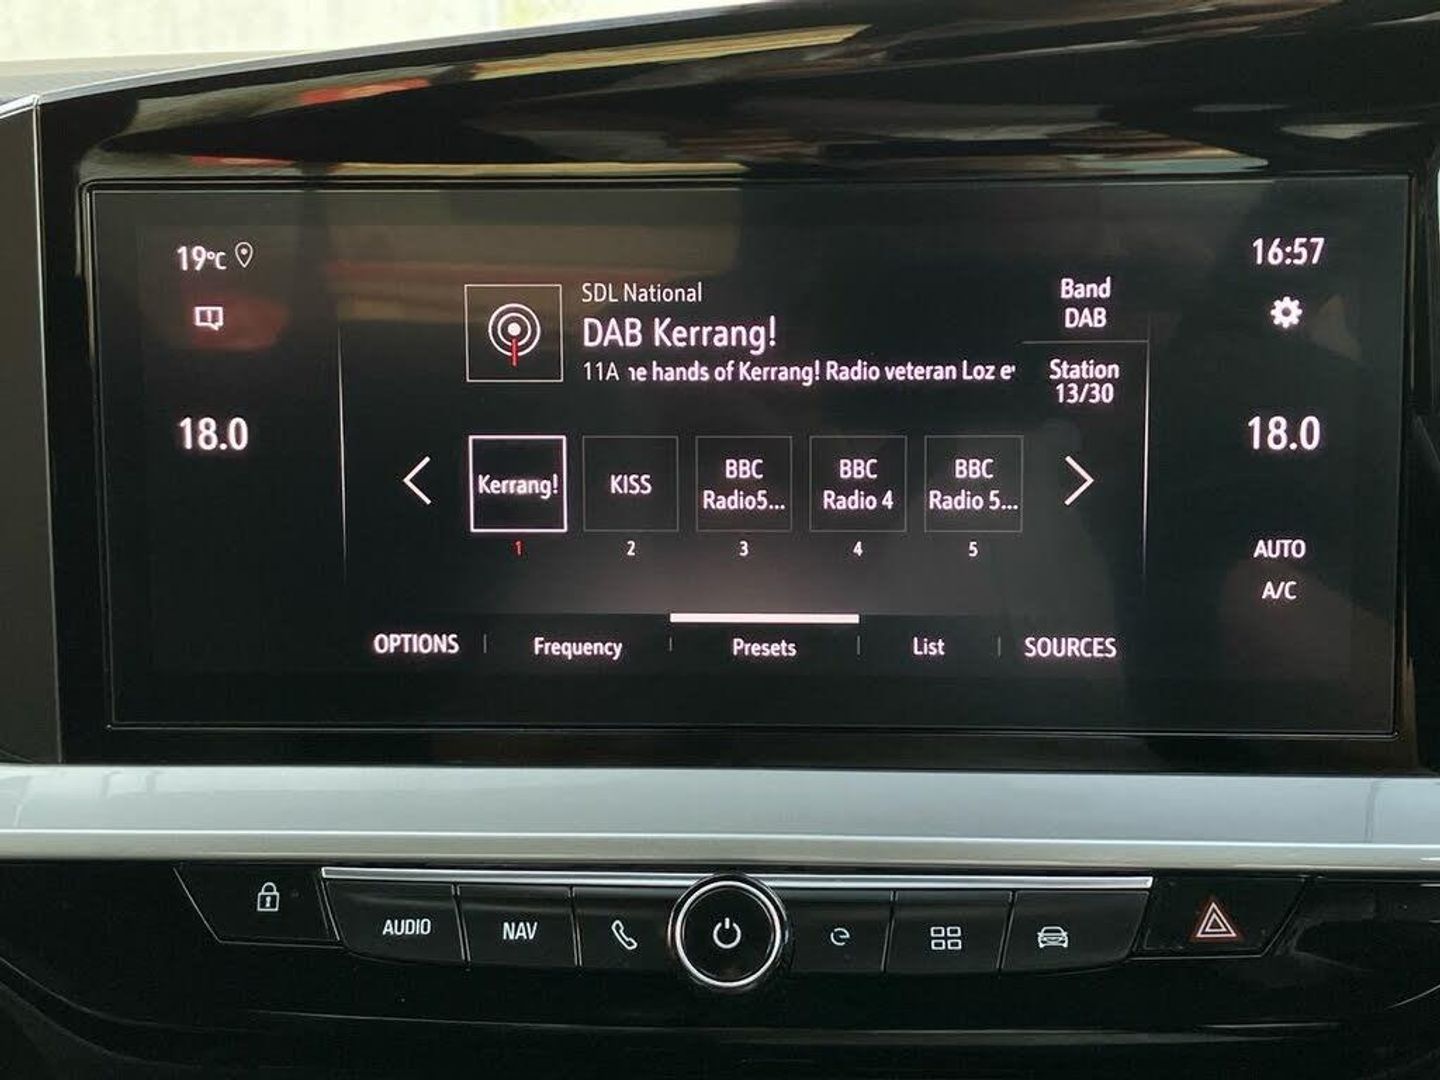 19°C
16:57
SDL National
DAB Kerrang!
11A he hands of Kerrang! Radio veteran Loz e
Band
DAB
Station
13/30
18.0
18.0
Kerrang!
KISS
BBC
Radio5...
BBC
Radio 4
BBC
Radio 5...
1
2
3
4
5
AUTO
A/C
OPTIONS
Frequency
Presets
List
SOURCES
AUDIO
NAV